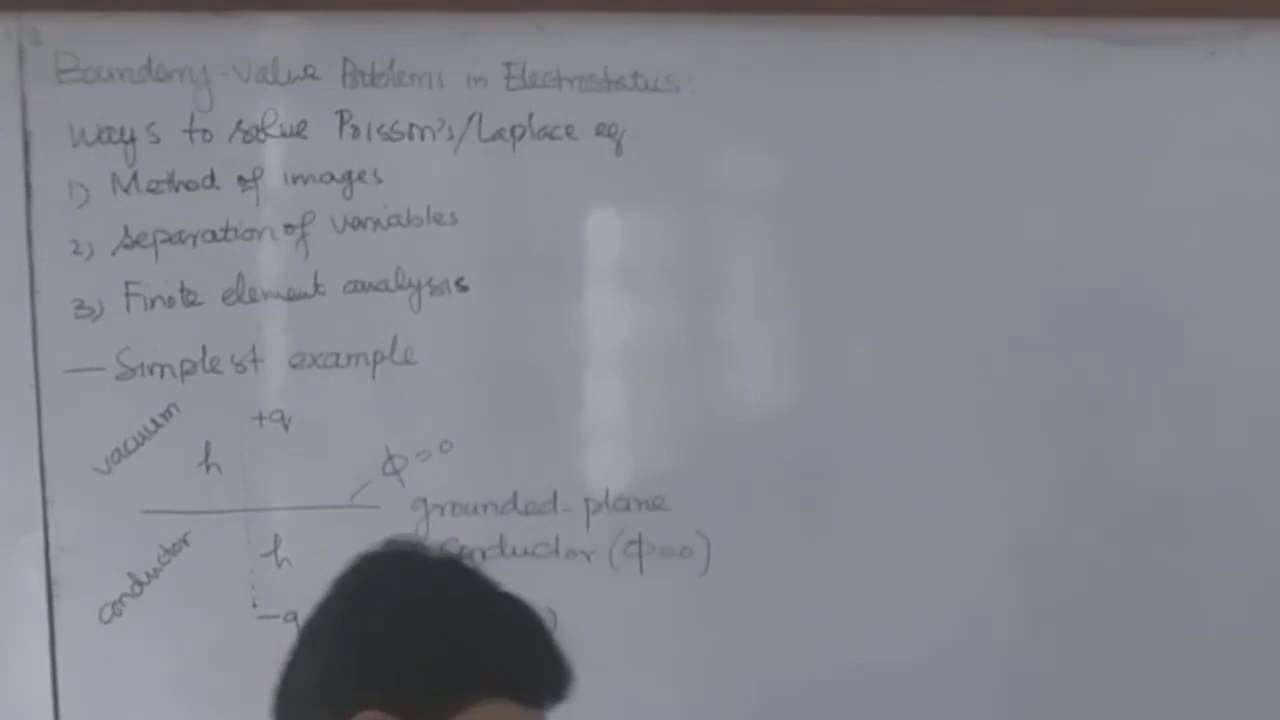 Boundary-Value Problems in Electrostatics:
Ways to solve Poisson's/Laplace eq
1) Method of images
2) Separation of variables
3) Finite element analysis
— Simplest example
vacuum
+q
h
ϕ=0
grounded-plane
conductor
h
conductor (ϕ=0)
-q